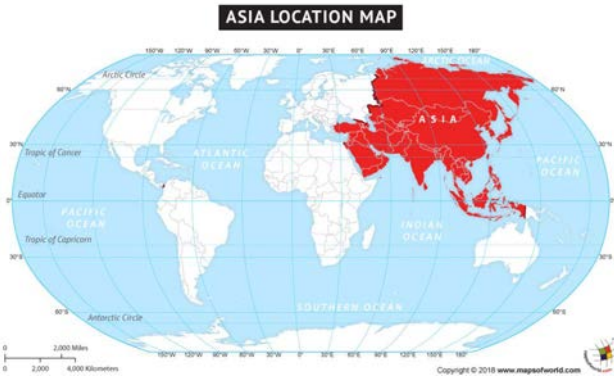 ASIA LOCATION MAP
150°W 120°W 90°W 60°W 30°W 0° 30°E 60°E 90°E 120°E 150°E 180°
ARCTIC OCEAN
Arctic Circle
60°N
ASIA
30°N
Tropic of Cancer
ATLANTIC
OCEAN
PACIFIC
OCEAN
Equator
0°
PACIFIC
OCEAN
INDIAN
OCEAN
Tropic of Capricorn
30°S
SOUTHERN OCEAN
60°S
Antarctic Circle
0 2,000 Miles
0 2,000 4,000 Kilometers
150°W 120°W 90°W 60°W 30°W 0° 30°E 60°E 90°E 120°E 150°E 180°
Copyright © 2018 www.mapsofworld.com